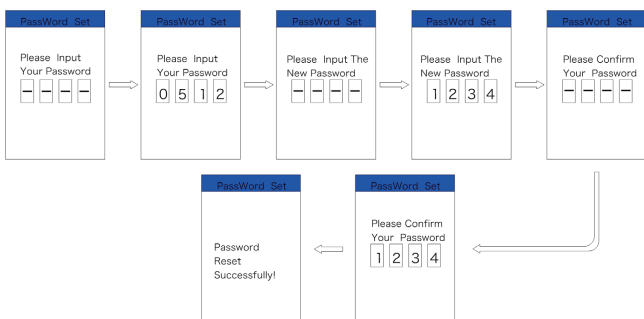 PassWord Set
Please Input
Your Password
– – – –
PassWord Set
Please Input
Your Password
0 5 1 2
PassWord Set
Please Input The
New Password
– – – –
PassWord Set
Please Input The
New Password
1 2 3 4
PassWord Set
Please Confirm
Your Password
– – – –
PassWord Set
Please Confirm
Your Password
1 2 3 4
PassWord Set
Password
Reset
Successfully!